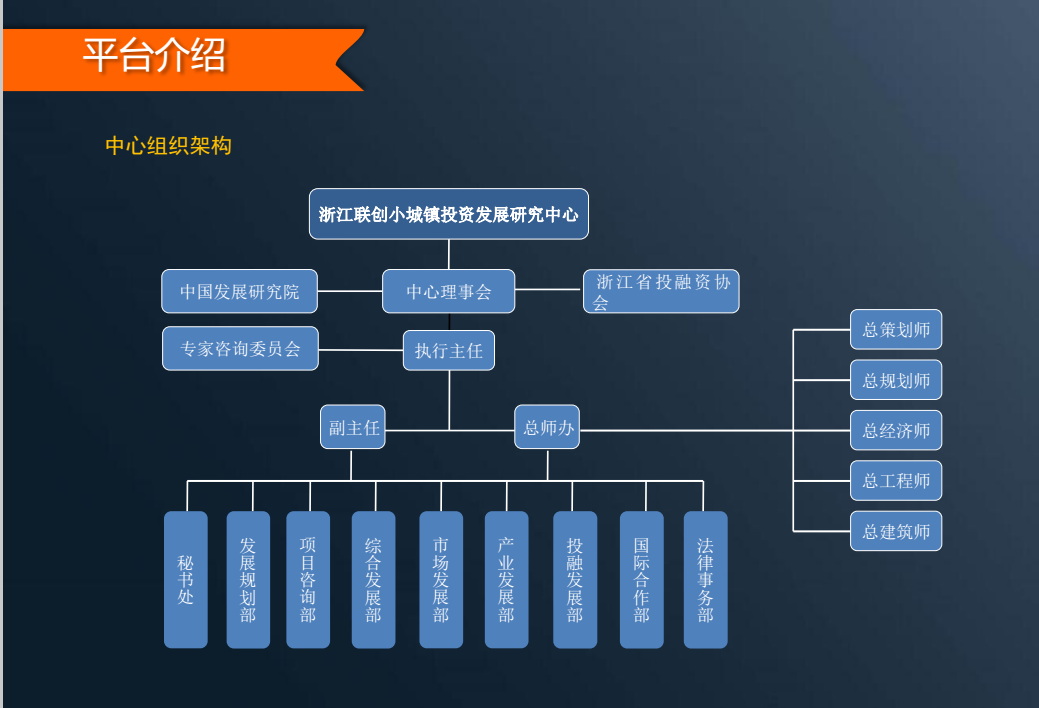 平台介绍
中心组织架构
浙江联创小城镇投资发展研究中心
中国发展研究院
中心理事会
浙江省投融资协
会
专家咨询委员会
执行主任
副主任
总师办
总策划师
总规划师
总经济师
总工程师
总建筑师
秘书处
发展规划部
项目咨询部
综合发展部
市场发展部
产业发展部
投融发展部
国际合作部
法律事务部